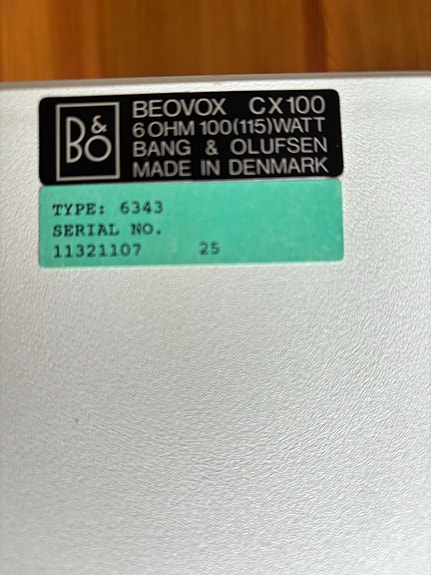 B&O
BEOVOX CX100
6 OHM 100(115)WATT
BANG & OLUFSEN
MADE IN DENMARK
TYPE: 6343
SERIAL NO.
11321107 25